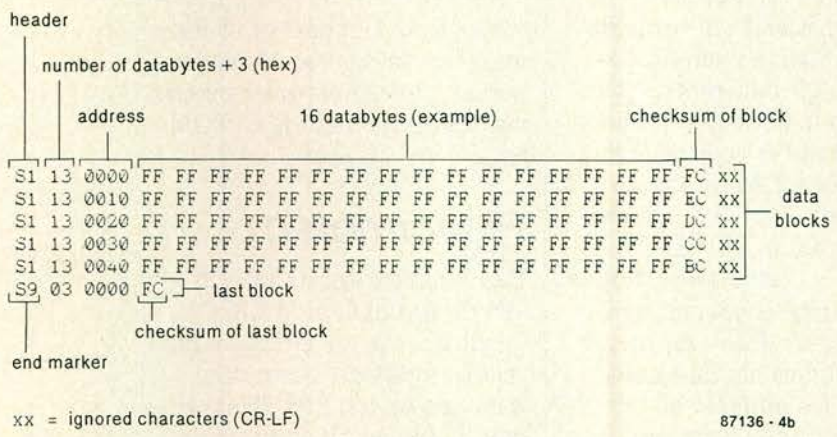 header
number of databytes + 3 (hex)
address 16 databytes (example) checksum of block
S1 13 0000 FF FF FF FF FF FF FF FF FF FF FF FF FF FF FF FF FC xx
S1 13 0010 FF FF FF FF FF FF FF FF FF FF FF FF FF FF FF FF EC xx
S1 13 0020 FF FF FF FF FF FF FF FF FF FF FF FF FF FF FF FF DC xx
S1 13 0030 FF FF FF FF FF FF FF FF FF FF FF FF FF FF FF FF CC xx
S1 13 0040 FF FF FF FF FF FF FF FF FF FF FF FF FF FF FF FF BC xx
data
blocks
S9 03 0000 FC last block
checksum of last block
end marker
xx = ignored characters (CR-LF)
87136 - 4b